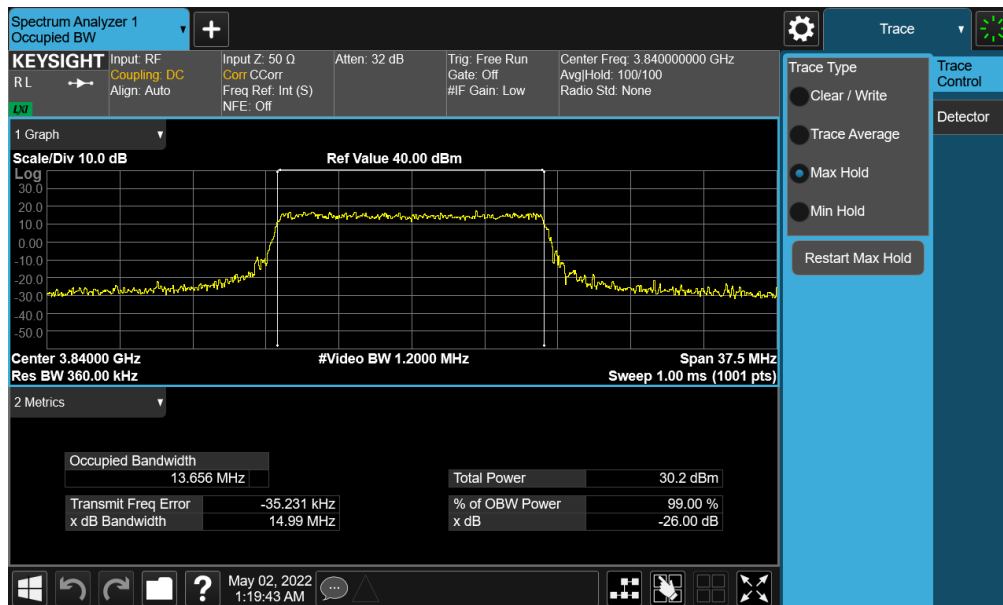 Spectrum Analyzer 1
Occupied BW
+
Trace
KEYSIGHT
R L
LXI
Input: RF
Coupling: DC
Align: Auto
Input Z: 50 Ω
Corr CCorr
Freq Ref: Int (S)
NFE: Off
Atten: 32 dB
Trig: Free Run
Gate: Off
#IF Gain: Low
Center Freq: 3.840000000 GHz
Avg|Hold: 100/100
Radio Std: None
Trace Type
Clear / Write
Trace Average
Max Hold
Min Hold
Restart Max Hold
Trace
Control
Detector
1 Graph
Scale/Div 10.0 dB
Ref Value 40.00 dBm
Log
30.0
20.0
10.0
0.00
-10.0
-20.0
-30.0
-40.0
-50.0
Center 3.84000 GHz
#Video BW 1.2000 MHz
Span 37.5 MHz
Res BW 360.00 kHz
Sweep 1.00 ms (1001 pts)
2 Metrics
Occupied Bandwidth
13.656 MHz
Total Power 30.2 dBm
Transmit Freq Error -35.231 kHz
% of OBW Power 99.00 %
x dB Bandwidth 14.99 MHz
x dB -26.00 dB
?
May 02, 2022
1:19:43 AM